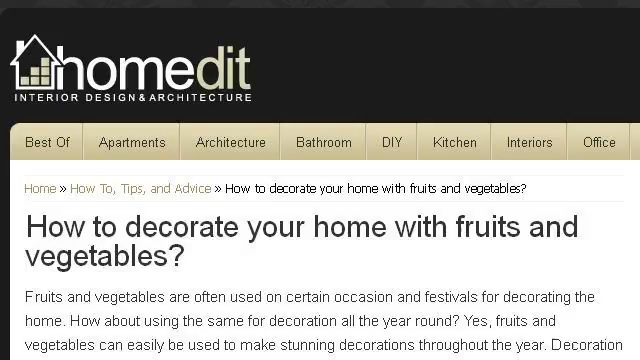 homedit
INTERIOR DESIGN & ARCHITECTURE
Best Of Apartments Architecture Bathroom DIY Kitchen Interiors Office
Home » How To, Tips, and Advice » How to decorate your home with fruits and vegetables?
How to decorate your home with fruits and
vegetables?
Fruits and vegetables are often used on certain occasion and festivals for decorating the
home. How about using the same for decoration all the year round? Yes, fruits and
vegetables can easily be used to make stunning decorations throughout the year. Decoration